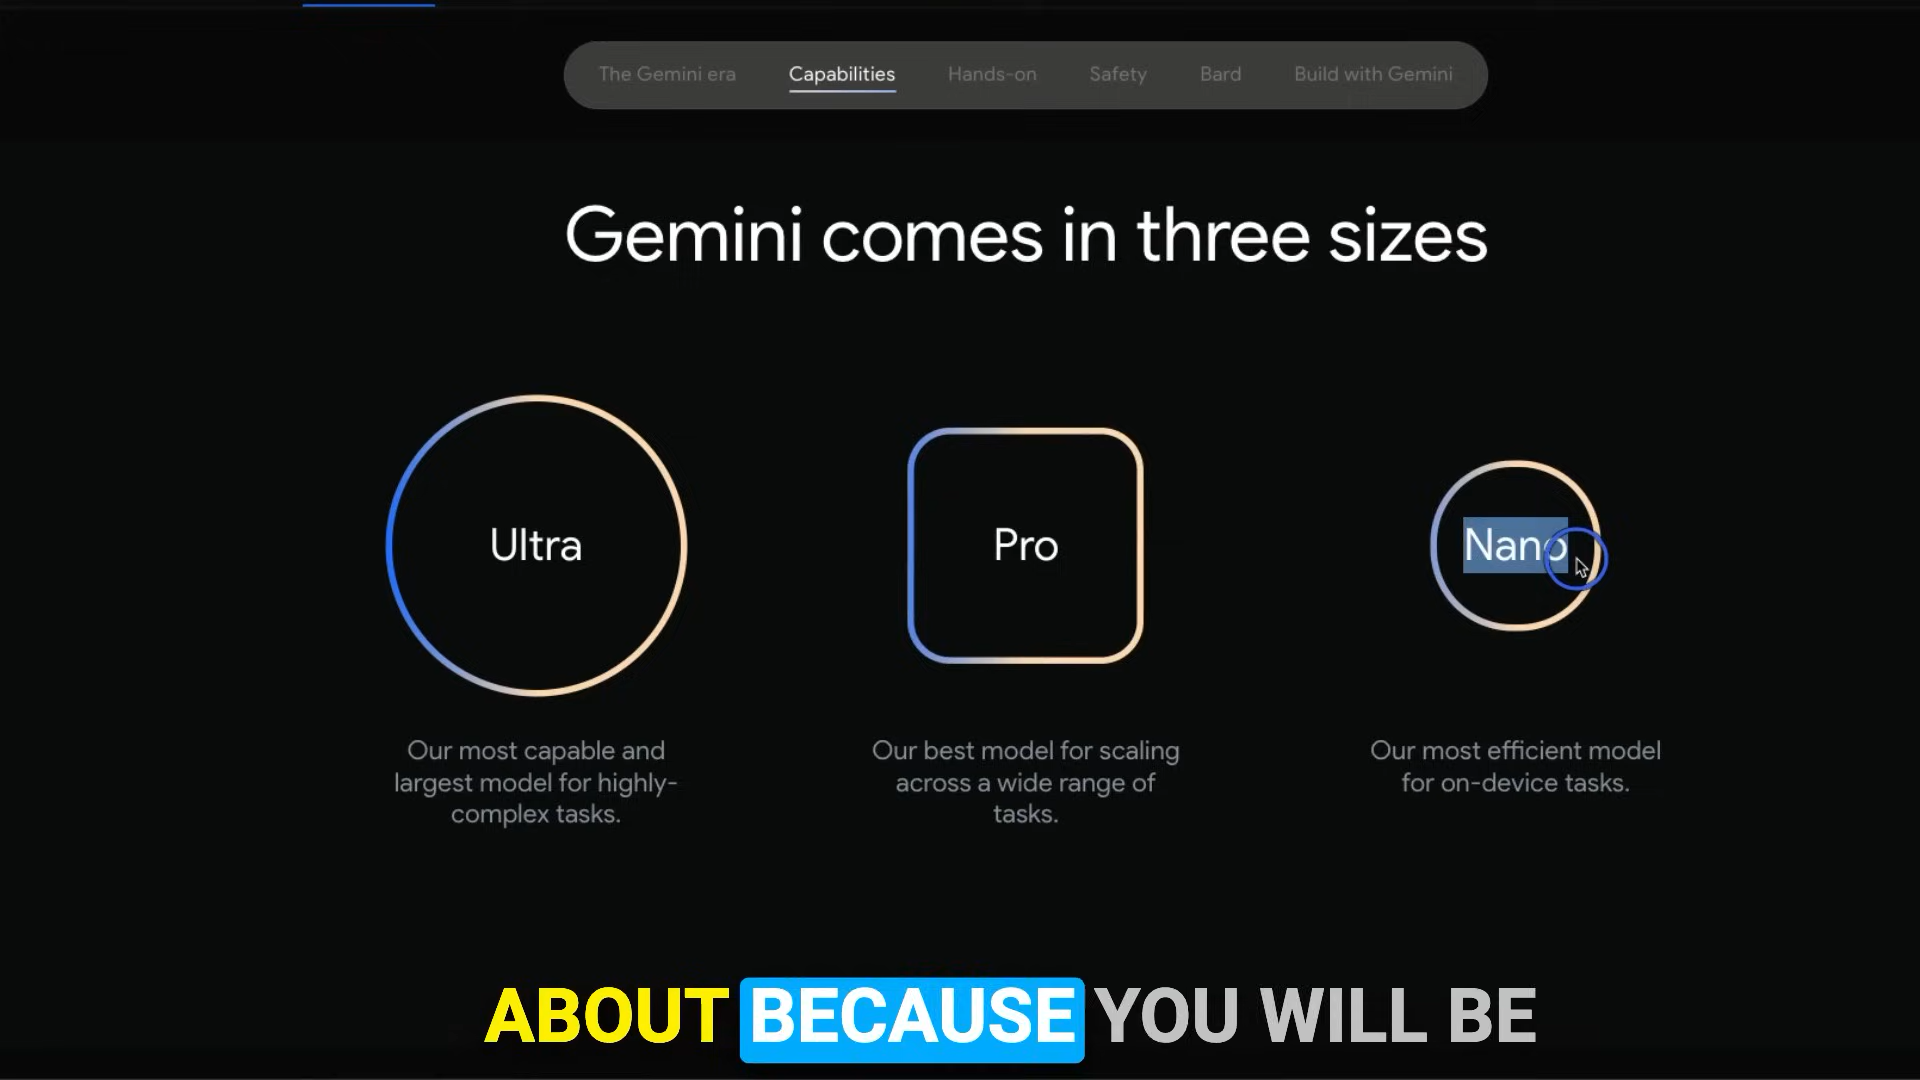 The Gemini era Capabilities Hands-on Safety Bard Build with Gemini
Gemini comes in three sizes
Ultra
Pro
Nano
Our most capable and
largest model for highly-
complex tasks.
Our best model for scaling
across a wide range of
tasks.
Our most efficient model
for on-device tasks.
ABOUT BECAUSE YOU WILL BE